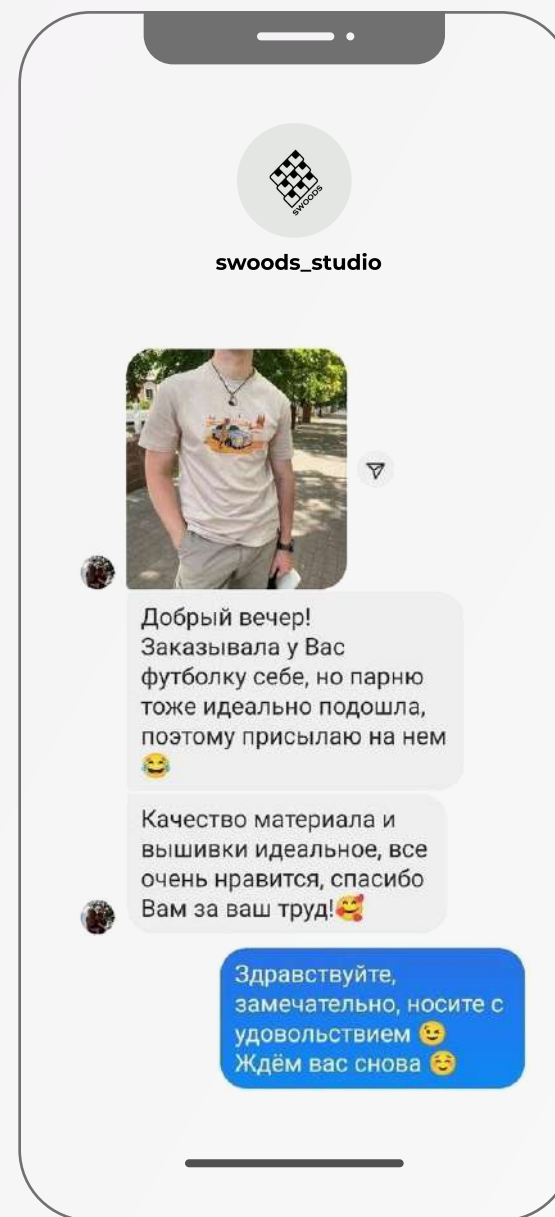 SWOODS
swoods_studio
Добрый вечер!
Заказывала у Вас
футболку себе, но парню
тоже идеально подошла,
поэтому присылаю на нем
😂
Качество материала и
вышивки идеальное, все
очень нравится, спасибо
Вам за ваш труд!🥰
Здравствуйте,
замечательно, носите с
удовольствием 😉
Ждём вас снова ☺️